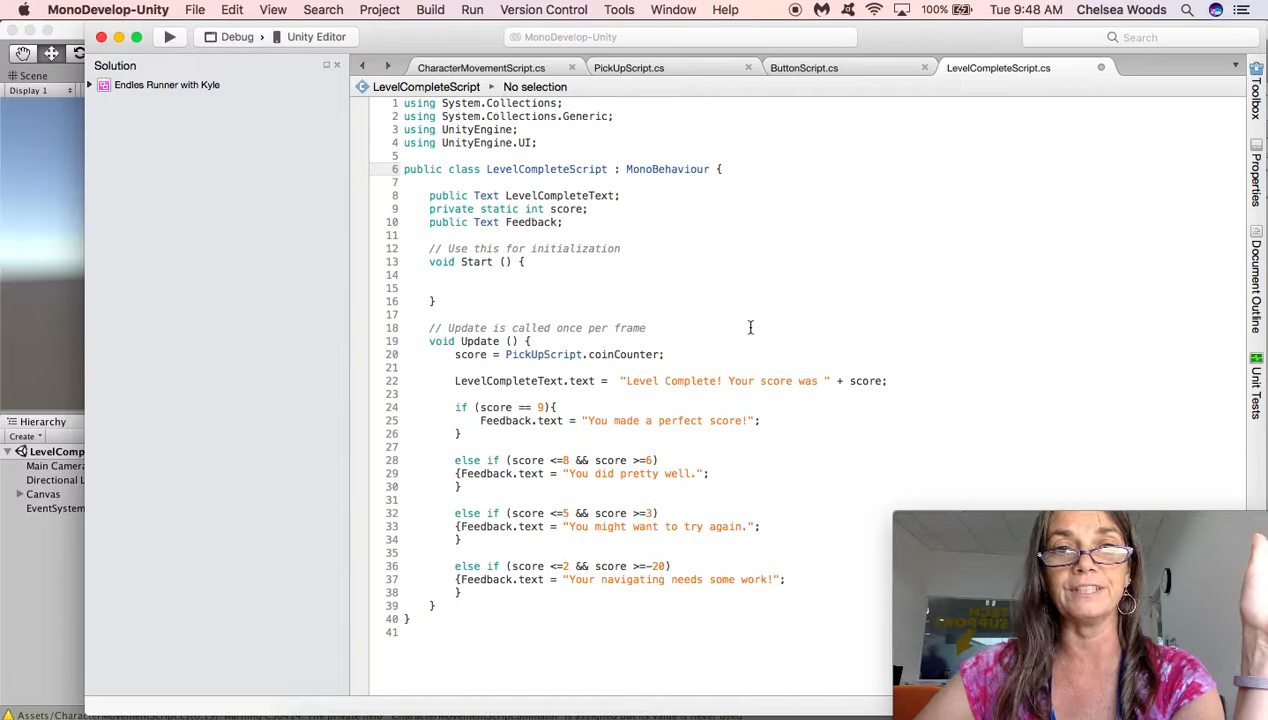 MonoDevelop-Unity File Edit View Search Project Build Run Version Control Tools Window Help 100% Tue 9:48 AM Chelsea Woods
Debug Unity Editor MonoDevelop-Unity Search
Scene
Display 1
Solution
Endles Runner with Kyle
CharacterMovementScript.cs PickUpScript.cs ButtonScript.cs LevelCompleteScript.cs
LevelCompleteScript No selection
1 using System.Collections;
2 using System.Collections.Generic;
3 using UnityEngine;
4 using UnityEngine.UI;
5
6 public class LevelCompleteScript : MonoBehaviour {
7
8 public Text LevelCompleteText;
9 private static int score;
10 public Text Feedback;
11
12 // Use this for initialization
13 void Start () {
14
15
16 }
17
18 // Update is called once per frame
19 void Update () {
20 score = PickUpScript.coinCounter;
21
22 LevelCompleteText.text = "Level Complete! Your score was " + score;
23
24 if (score == 9){
25 Feedback.text = "You made a perfect score!";
26 }
27
28 else if (score <=8 && score >=6)
29 {Feedback.text = "You did pretty well.";
30 }
31
32 else if (score <=5 && score >=3)
33 {Feedback.text = "You might want to try again.";
34 }
35
36 else if (score <=2 && score >=-20)
37 {Feedback.text = "Your navigating needs some work!";
38 }
39 }
40 }
41
Toolbox
Properties
Document Outline
Unit Tests
Hierarchy
Create
LevelComp
Main Camera
Directional L
Canvas
EventSystem
TECH
SUPPORT